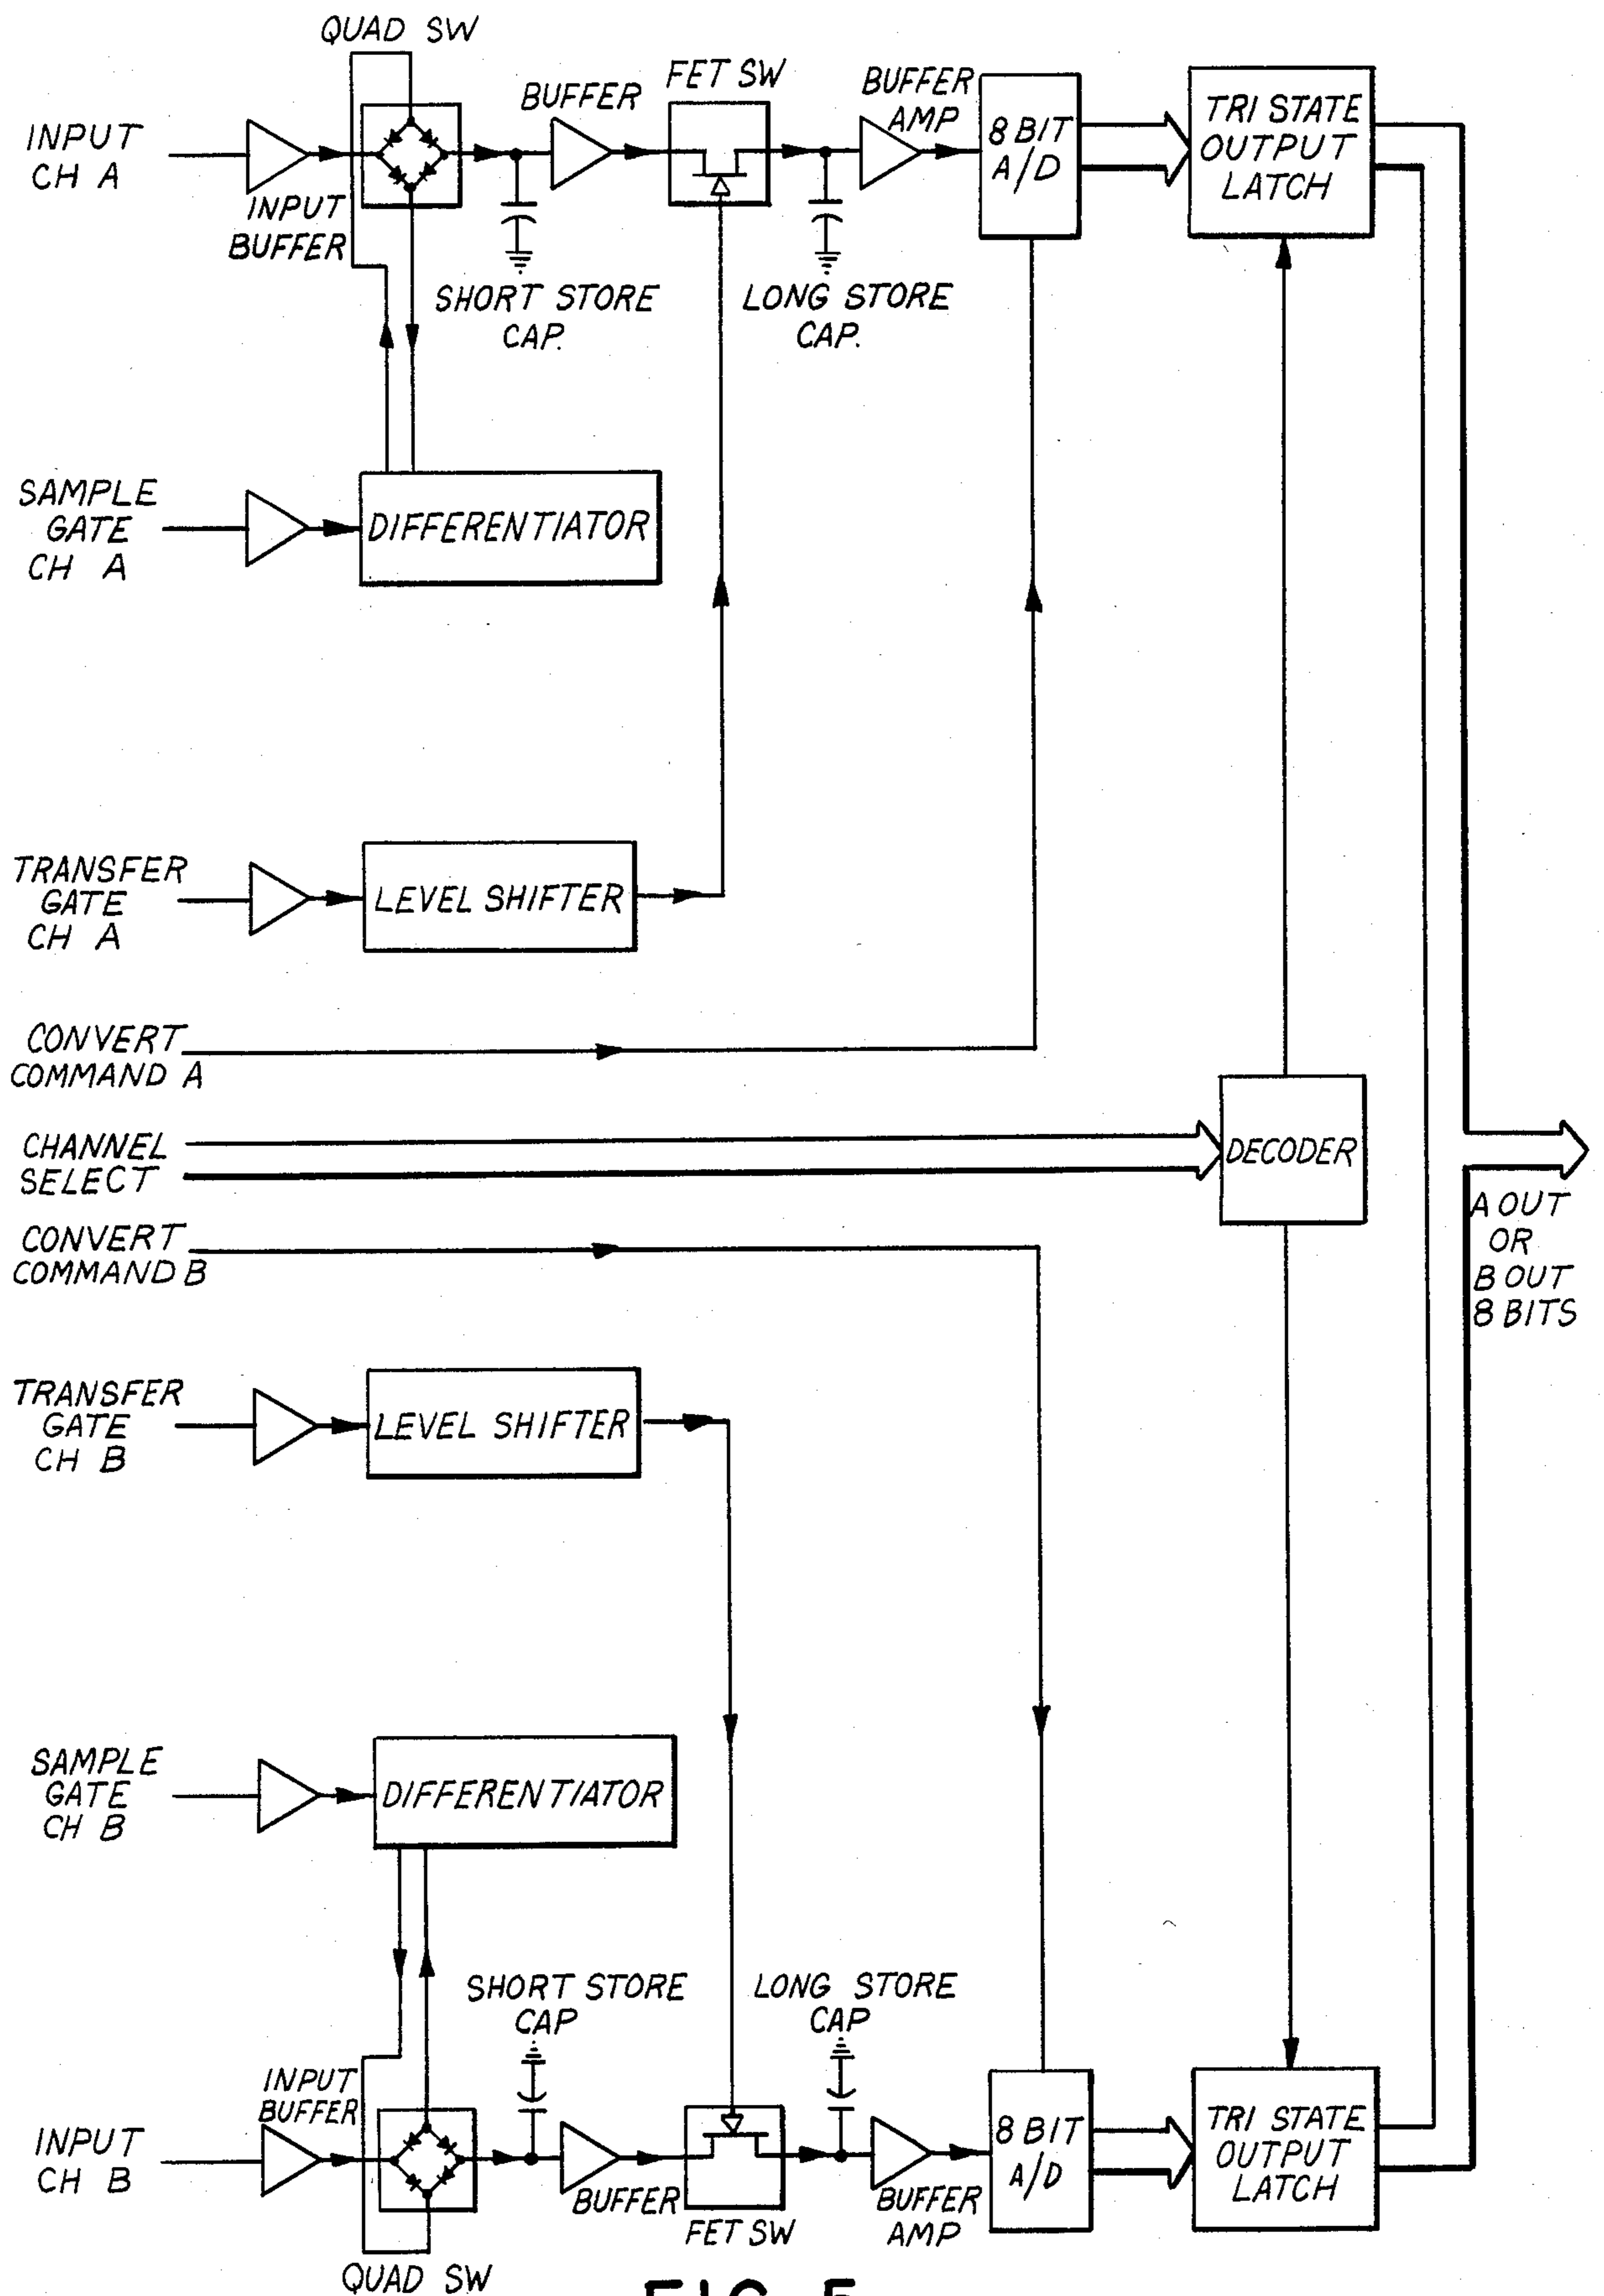 QUAD SW
INPUT
CH A
INPUT
BUFFER
BUFFER
FET SW
BUFFER
AMP
8 BIT
A/D
TRI STATE
OUTPUT
LATCH
SHORT STORE
CAP.
LONG STORE
CAP.
SAMPLE
GATE
CH A
DIFFERENTIATOR
TRANSFER
GATE
CH A
LEVEL SHIFTER
CONVERT
COMMAND A
CHANNEL
SELECT
DECODER
A OUT
OR
B OUT
8 BITS
CONVERT
COMMAND B
TRANSFER
GATE
CH B
LEVEL SHIFTER
SAMPLE
GATE
CH B
DIFFERENTIATOR
SHORT STORE
CAP
LONG STORE
CAP
INPUT
BUFFER
INPUT
CH B
QUAD SW
BUFFER
FET SW
BUFFER
AMP
8 BIT
A/D
TRI STATE
OUTPUT
LATCH